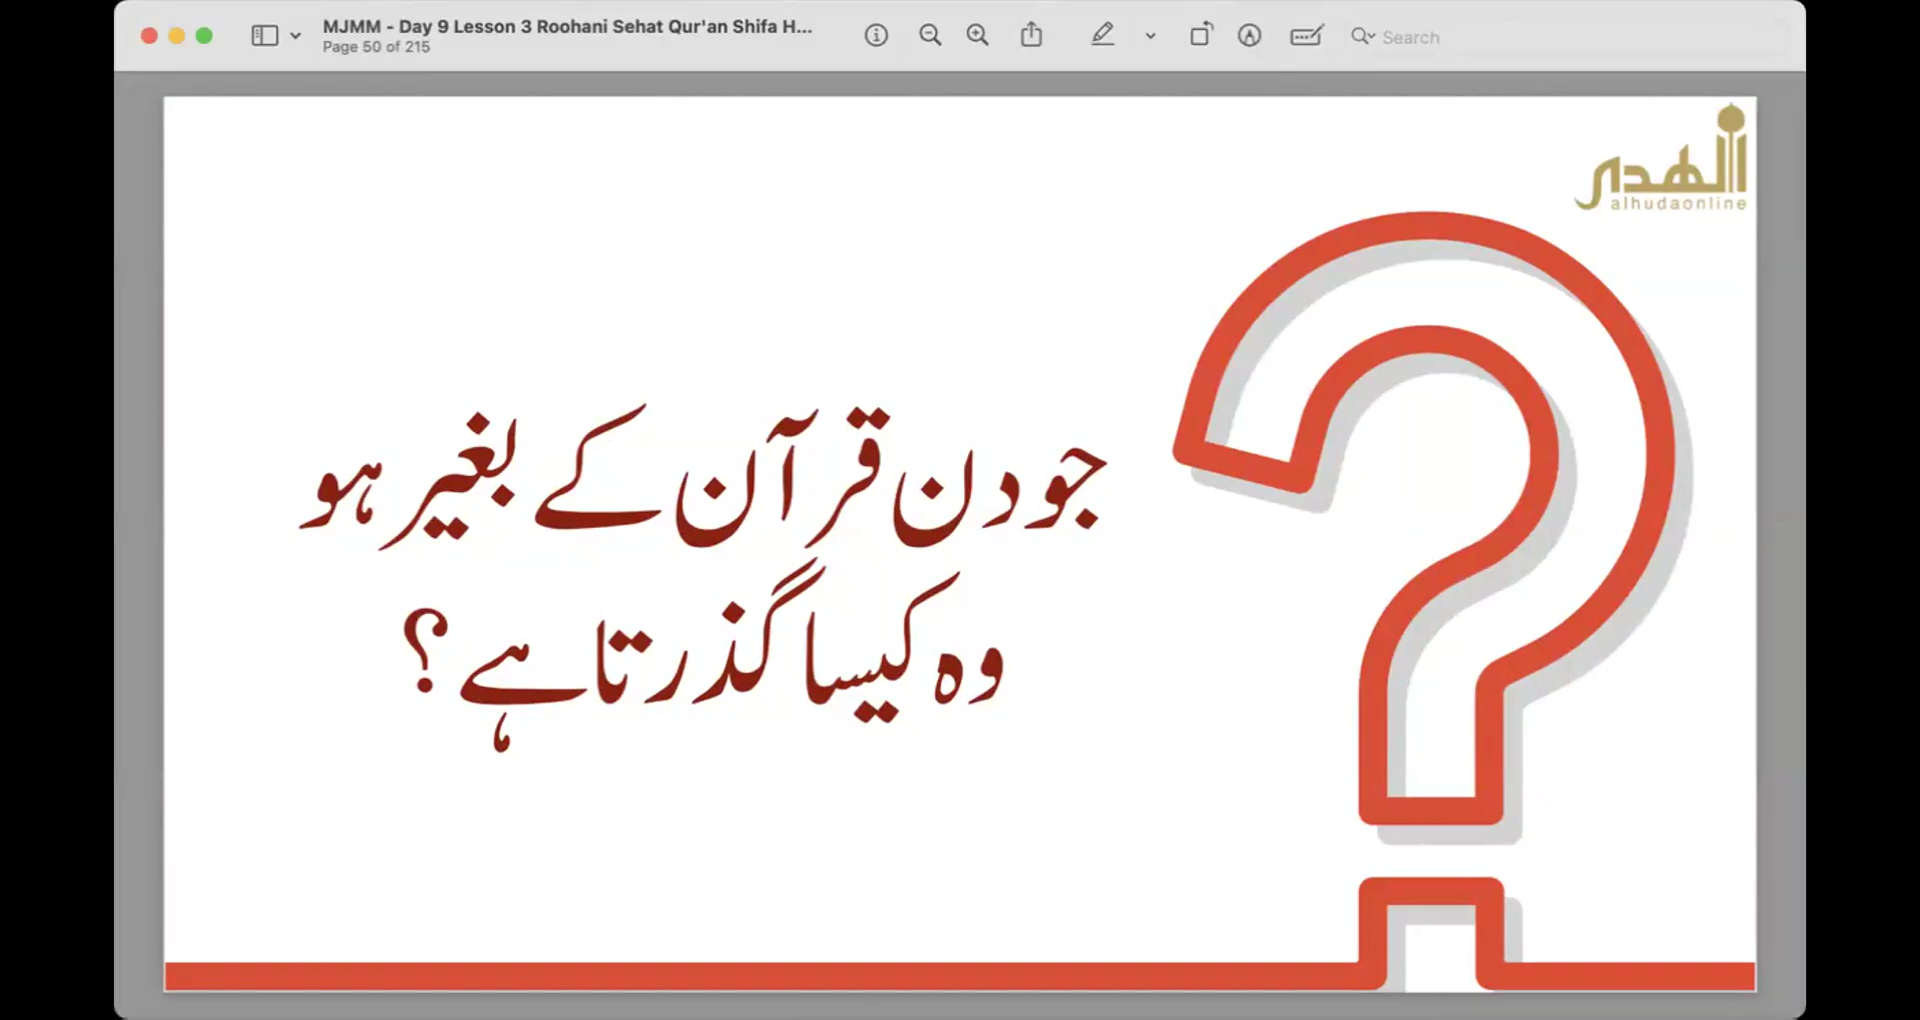 MJMM - Day 9 Lesson 3 Roohani Sehat Qur'an Shifa H...
Page 50 of 215
Search
الهدى
alhudaonline
جو دن قرآن کے بغیر ہو
وہ کیسا گذرتا ہے؟